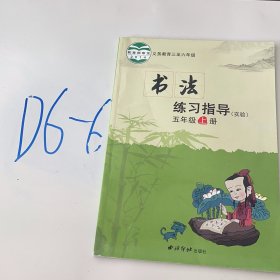 D6-6
义务教育三至六年级
书法
练习指导(实验)
五年级 上 册
西泠印社出版社